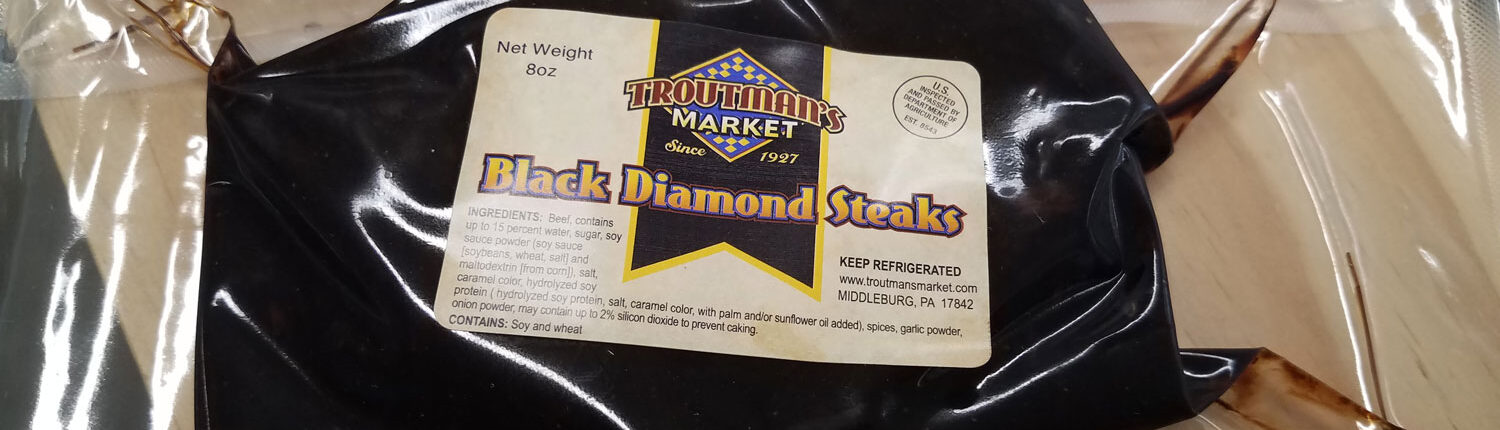 Net Weight
8oz
TROUTMAN'S
MARKET
Since 1927
U.S.
INSPECTED
AND PASSED BY
DEPARTMENT OF
AGRICULTURE
EST. 8543
Black Diamond Steaks
INGREDIENTS: Beef, contains
up to 15 percent water, sugar, soy
sauce powder (soy sauce
[soybeans, wheat, salt] and
maltodextrin [from corn]), salt,
caramel color, hydrolyzed soy
protein ( hydrolyzed soy protein, salt, caramel color, with palm and/or sunflower oil added), spices, garlic powder,
onion powder, may contain up to 2% silicon dioxide to prevent caking.
CONTAINS: Soy and wheat
KEEP REFRIGERATED
www.troutmansmarket.com
MIDDLEBURG, PA 17842